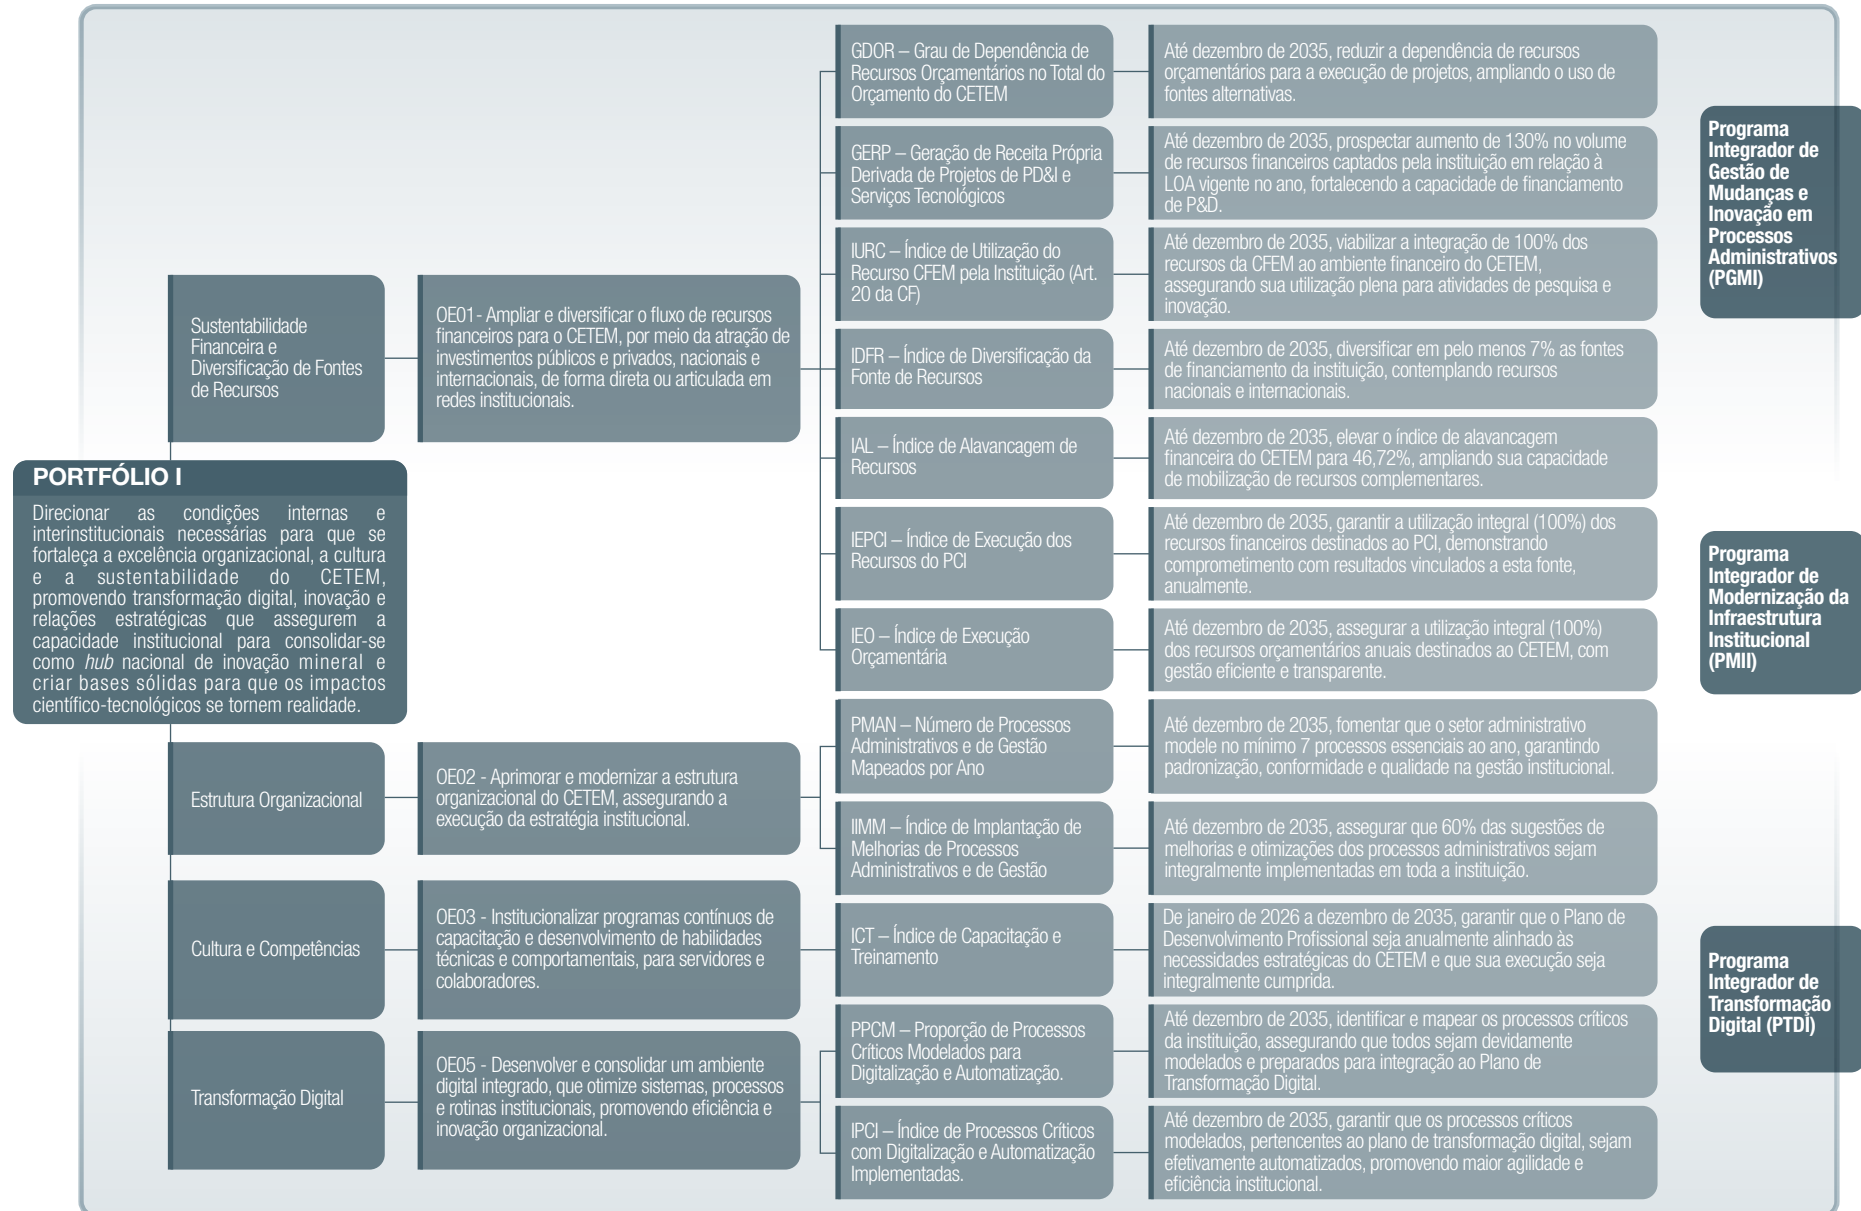 PORTFÓLIO I
Direcionar as condições internas e
interinstitucionais necessárias para que se
fortaleça a excelência organizacional, a cultura
e a sustentabilidade do CETEM,
promovendo transformação digital, inovação e
relações estratégicas que assegurem a
capacidade institucional para consolidar-se
como hub nacional de inovação mineral e
criar bases sólidas para que os impactos
científico-tecnológicos se tornem realidade.
Sustentabilidade
Financeira e
Diversificação de Fontes
de Recursos
OE01- Ampliar e diversificar o fluxo de recursos
financeiros para o CETEM, por meio da atração de
investimentos públicos e privados, nacionais e
internacionais, de forma direta ou articulada em
redes institucionais.
GDOR – Grau de Dependência de
Recursos Orçamentários no Total do
Orçamento do CETEM
Até dezembro de 2035, reduzir a dependência de recursos
orçamentários para a execução de projetos, ampliando o uso de
fontes alternativas.
GERP – Geração de Receita Própria
Derivada de Projetos de PD&I e
Serviços Tecnológicos
Até dezembro de 2035, prospectar aumento de 130% no volume
de recursos financeiros captados pela instituição em relação à
LOA vigente no ano, fortalecendo a capacidade de financiamento
de P&D.
IURC – Índice de Utilização do
Recurso CFEM pela Instituição (Art.
20 da CF)
Até dezembro de 2035, viabilizar a integração de 100% dos
recursos da CFEM ao ambiente financeiro do CETEM,
assegurando sua utilização plena para atividades de pesquisa e
inovação.
IDFR – Índice de Diversificação da
Fonte de Recursos
Até dezembro de 2035, diversificar em pelo menos 7% as fontes
de financiamento da instituição, contemplando recursos
nacionais e internacionais.
IAL – Índice de Alavancagem de
Recursos
Até dezembro de 2035, elevar o índice de alavancagem
financeira do CETEM para 46,72%, ampliando sua capacidade
de mobilização de recursos complementares.
IEPCI – Índice de Execução dos
Recursos do PCI
Até dezembro de 2035, garantir a utilização integral (100%) dos
recursos financeiros destinados ao PCI, demonstrando
comprometimento com resultados vinculados a esta fonte,
anualmente.
IEO – Índice de Execução
Orçamentária
Até dezembro de 2035, assegurar a utilização integral (100%)
dos recursos orçamentários anuais destinados ao CETEM, com
gestão eficiente e transparente.
Estrutura Organizacional
OE02 - Aprimorar e modernizar a estrutura
organizacional do CETEM, assegurando a
execução da estratégia institucional.
PMAN – Número de Processos
Administrativos e de Gestão
Mapeados por Ano
Até dezembro de 2035, fomentar que o setor administrativo
modele no mínimo 7 processos essenciais ao ano, garantindo
padronização, conformidade e qualidade na gestão institucional.
IIMM – Índice de Implantação de
Melhorias de Processos
Administrativos e de Gestão
Até dezembro de 2035, assegurar que 60% das sugestões de
melhorias e otimizações dos processos administrativos sejam
integralmente implementadas em toda a instituição.
Cultura e Competências
OE03 - Institucionalizar programas contínuos de
capacitação e desenvolvimento de habilidades
técnicas e comportamentais, para servidores e
colaboradores.
ICT – Índice de Capacitação e
Treinamento
De janeiro de 2026 a dezembro de 2035, garantir que o Plano de
Desenvolvimento Profissional seja anualmente alinhado às
necessidades estratégicas do CETEM e que sua execução seja
integralmente cumprida.
Transformação Digital
OE05 - Desenvolver e consolidar um ambiente
digital integrado, que otimize sistemas, processos
e rotinas institucionais, promovendo eficiência e
inovação organizacional.
PPCM – Proporção de Processos
Críticos Modelados para
Digitalização e Automatização.
Até dezembro de 2035, identificar e mapear os processos críticos
da instituição, assegurando que todos sejam devidamente
modelados e preparados para integração ao Plano de
Transformação Digital.
IPCI – Índice de Processos Críticos
com Digitalização e Automatização
Implementadas.
Até dezembro de 2035, garantir que os processos críticos
modelados, pertencentes ao plano de transformação digital, sejam
efetivamente automatizados, promovendo maior agilidade e
eficiência institucional.
Programa
Integrador de
Gestão de
Mudanças e
Inovação em
Processos
Administrativos
(PGMI)
Programa
Integrador de
Modernização da
Infraestrutura
Institucional
(PMII)
Programa
Integrador de
Transformação
Digital (PTDI)